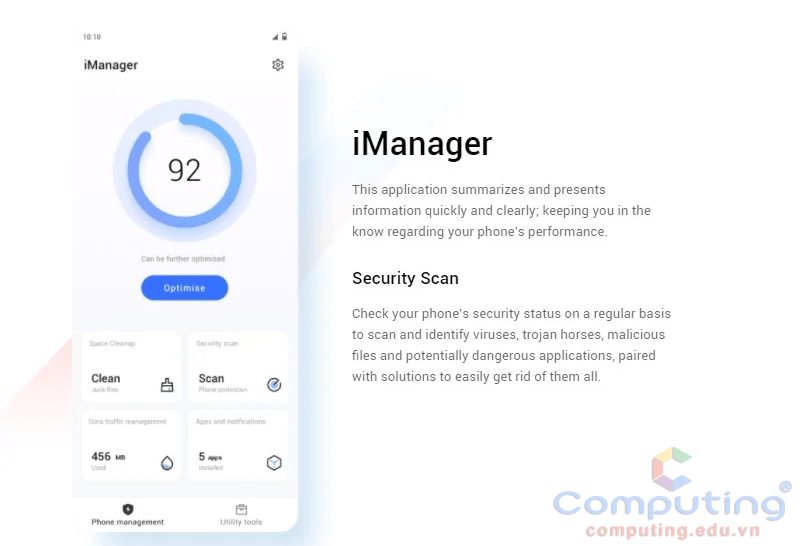 10:10
iManager
92
Can be further optimized
Optimise
Space Cleanup
Security scan
Clean
Junk files
Scan
Phone protection
Data traffic management
Apps and notifications
456 MB
Used
5 apps
Installed
Phone management
Utility tools
iManager
This application summarizes and presents
information quickly and clearly; keeping you in the
know regarding your phone's performance.
Security Scan
Check your phone's security status on a regular basis
to scan and identify viruses, trojan horses, malicious
files and potentially dangerous applications, paired
with solutions to easily get rid of them all.
Computing®
computing.edu.vn